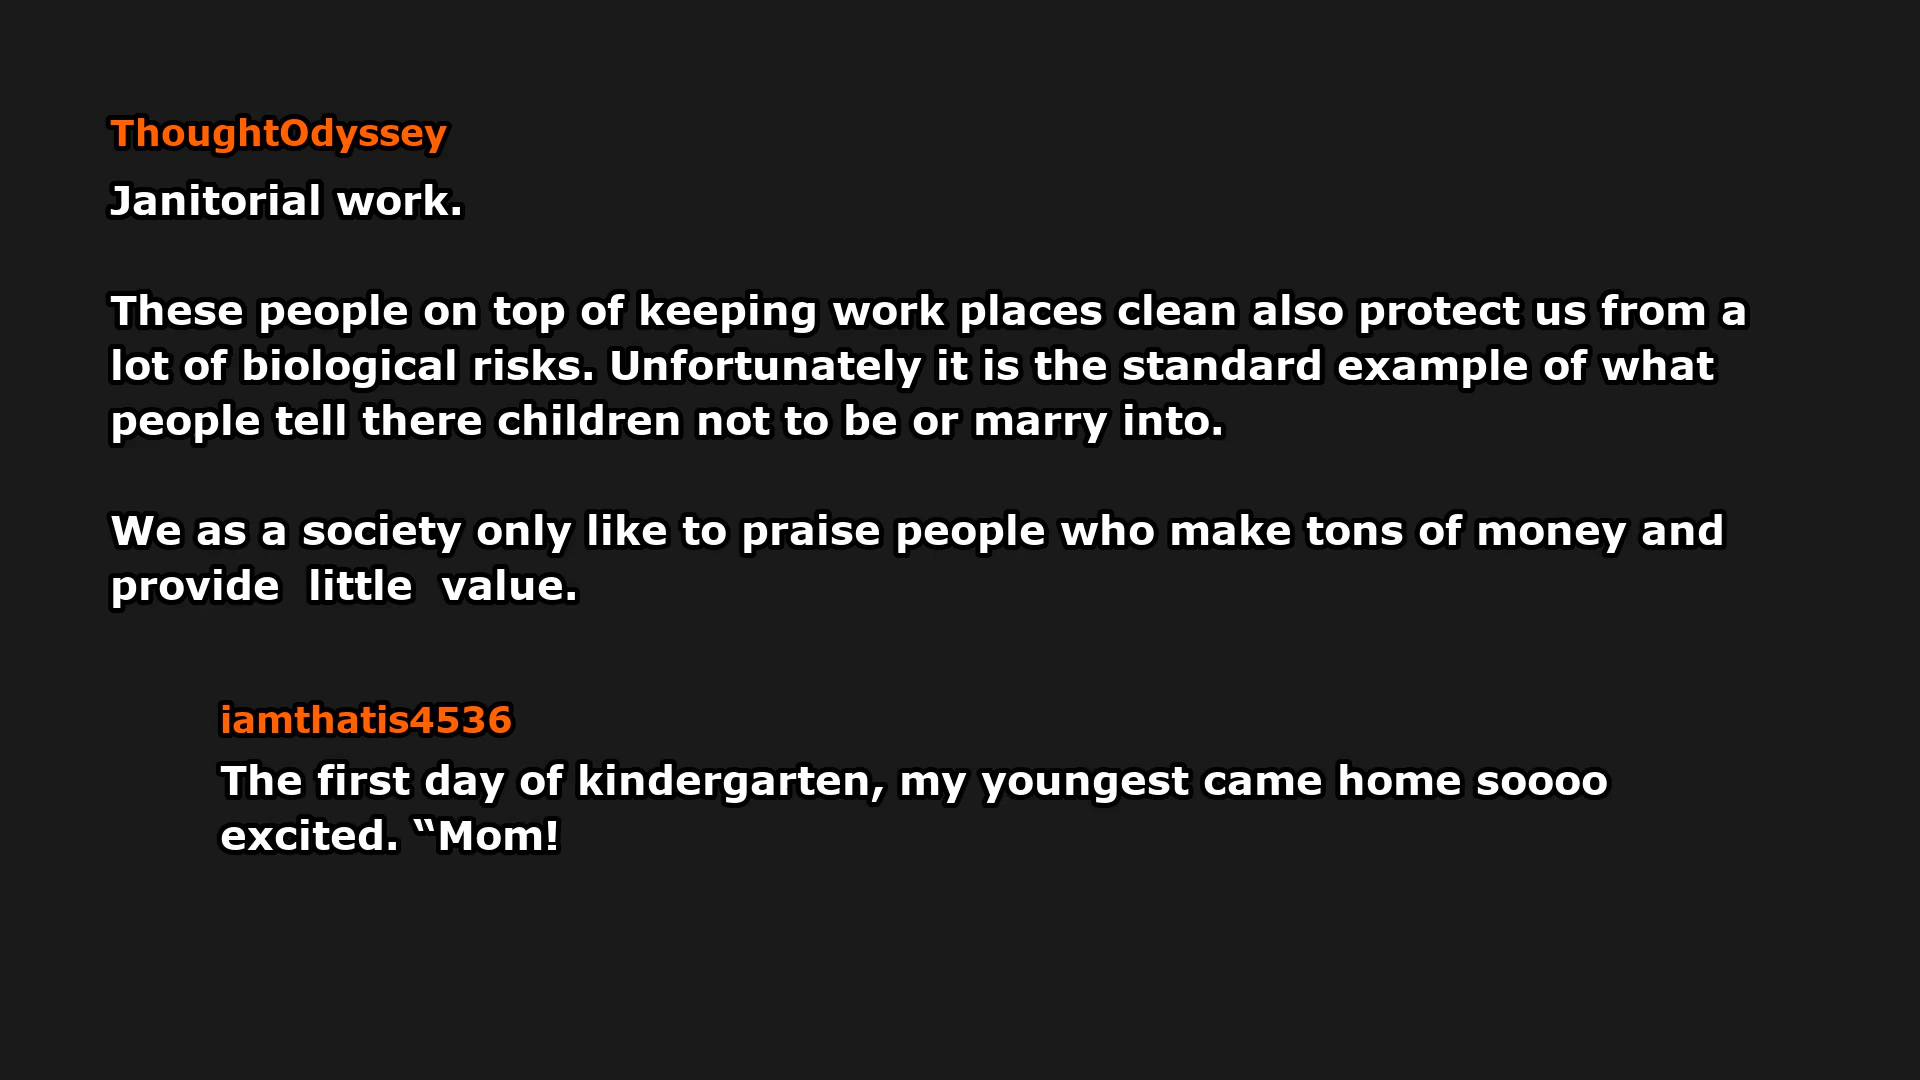 ThoughtOdyssey
Janitorial work.
These people on top of keeping work places clean also protect us from a
lot of biological risks. Unfortunately it is the standard example of what
people tell there children not to be or marry into.
We as a society only like to praise people who make tons of money and
provide  little  value.
iamthatis4536
The first day of kindergarten, my youngest came home soooo
excited. “Mom!